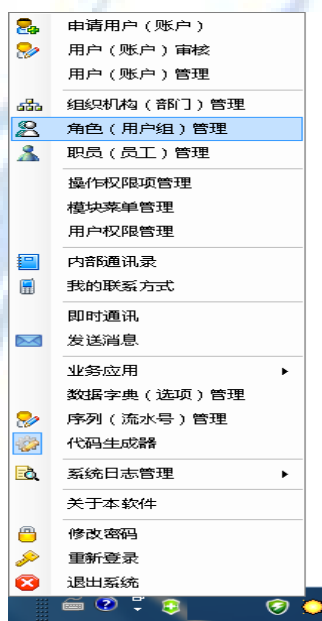 申请用户（账户）
用户（账户）审核
用户（账户）管理
组织机构（部门）管理
角色（用户组）管理
职员（员工）管理
操作权限项管理
模块菜单管理
用户权限管理
内部通讯录
我的联系方式
即时通讯
发送消息
业务应用
数据字典（选项）管理
序列（流水号）管理
代码生成器
系统日志管理
关于本软件
修改密码
重新登录
退出系统